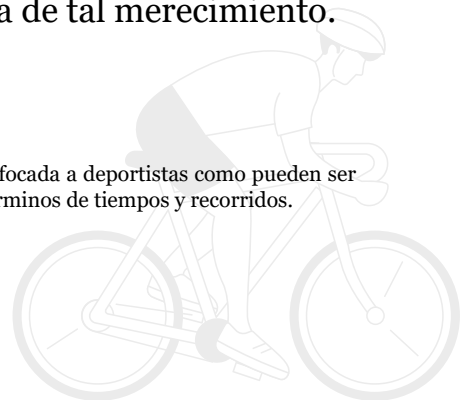 a de tal merecimiento.
focada a deportistas como pueden ser
rminos de tiempos y recorridos.